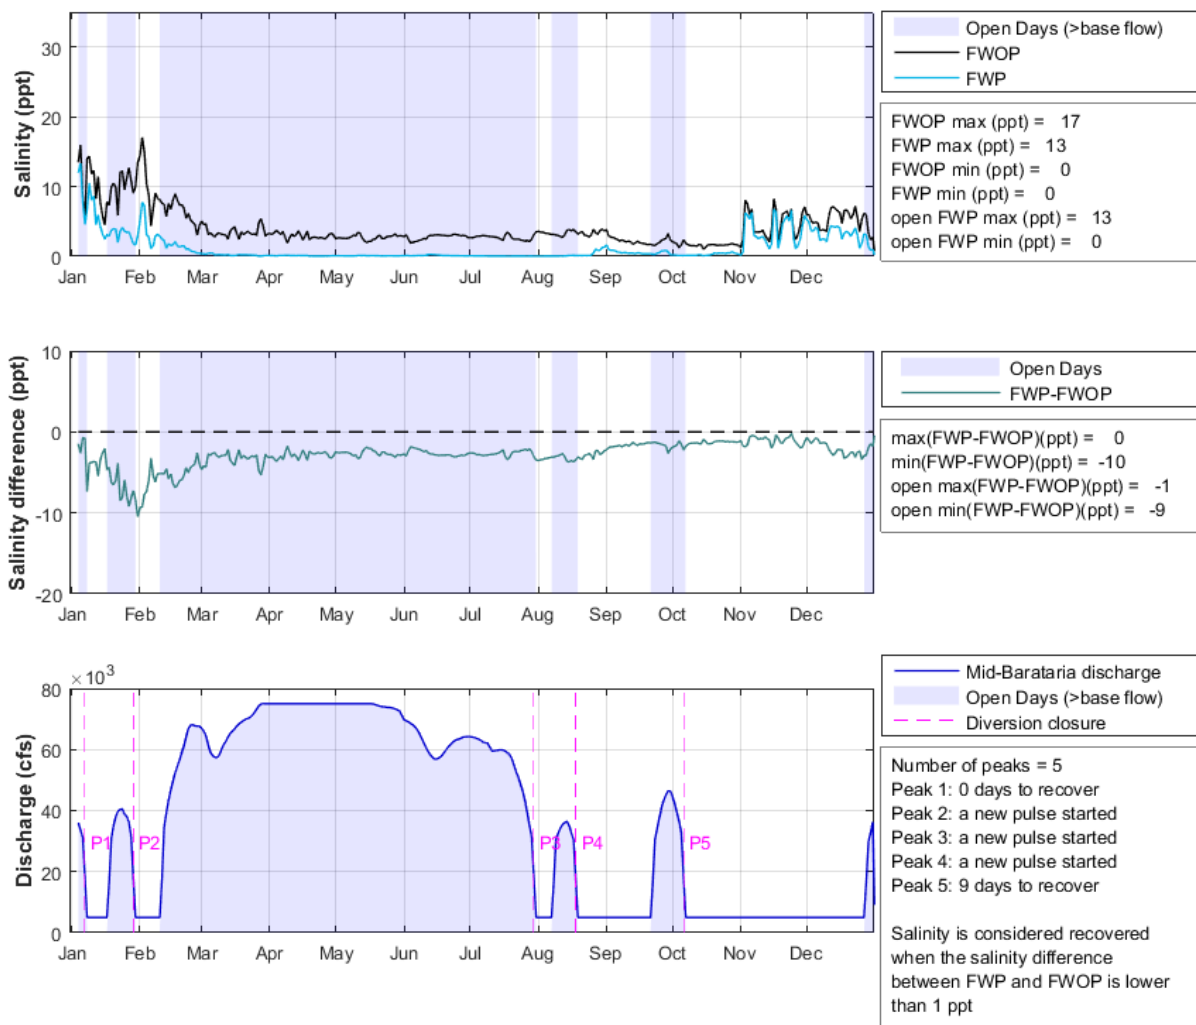 Salinity (ppt)
30
20
10
0
Jan Feb Mar Apr May Jun Jul Aug Sep Oct Nov Dec
Open Days (>base flow)
FWOP
FWP
FWOP max (ppt) = 17
FWP max (ppt) = 13
FWOP min (ppt) = 0
FWP min (ppt) = 0
open FWP max (ppt) = 13
open FWP min (ppt) = 0
Salinity difference (ppt)
10
0
-10
-20
Jan Feb Mar Apr May Jun Jul Aug Sep Oct Nov Dec
Open Days
FWP-FWOP
max(FWP-FWOP)(ppt) = 0
min(FWP-FWOP)(ppt) = -10
open max(FWP-FWOP)(ppt) = -1
open min(FWP-FWOP)(ppt) = -9
Discharge (cfs)
× 10³
80
60
40
20
0
P1 P2 P3 P4 P5
Jan Feb Mar Apr May Jun Jul Aug Sep Oct Nov Dec
Mid-Barataria discharge
Open Days (>base flow)
Diversion closure
Number of peaks = 5
Peak 1: 0 days to recover
Peak 2: a new pulse started
Peak 3: a new pulse started
Peak 4: a new pulse started
Peak 5: 9 days to recover
Salinity is considered recovered
when the salinity difference
between FWP and FWOP is lower
than 1 ppt